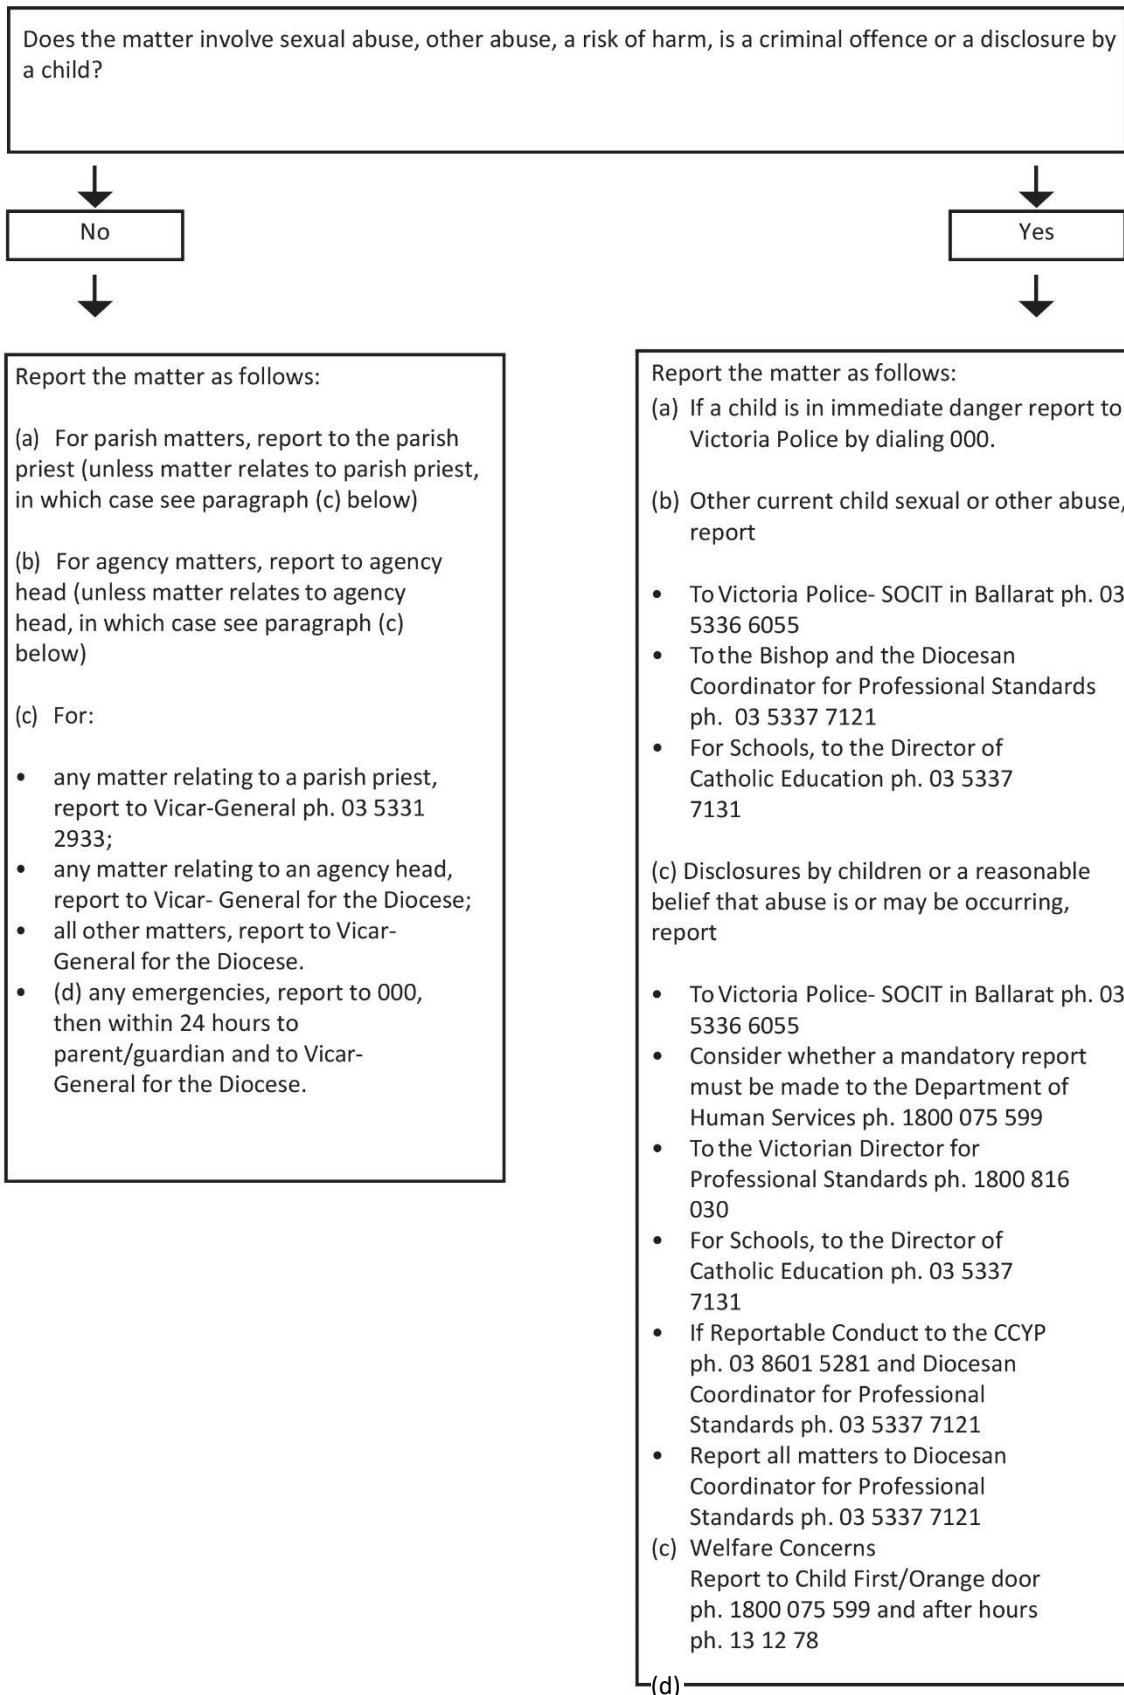 Does the matter involve sexual abuse, other abuse, a risk of harm, is a criminal offence or a disclosure by
a child?
No
Yes
Report the matter as follows:
(a) For parish matters, report to the parish
priest (unless matter relates to parish priest,
in which case see paragraph (c) below)
(b) For agency matters, report to agency
head (unless matter relates to agency
head, in which case see paragraph (c)
below)
(c) For:
• any matter relating to a parish priest,
report to Vicar-General ph. 03 5331
2933;
• any matter relating to an agency head,
report to Vicar- General for the Diocese;
• all other matters, report to Vicar-
General for the Diocese.
• (d) any emergencies, report to 000,
then within 24 hours to
parent/guardian and to Vicar-
General for the Diocese.
Report the matter as follows:
(a) If a child is in immediate danger report to
Victoria Police by dialing 000.
(b) Other current child sexual or other abuse,
report
• To Victoria Police- SOCIT in Ballarat ph. 03
5336 6055
• To the Bishop and the Diocesan
Coordinator for Professional Standards
ph. 03 5337 7121
• For Schools, to the Director of
Catholic Education ph. 03 5337
7131
(c) Disclosures by children or a reasonable
belief that abuse is or may be occurring,
report
• To Victoria Police- SOCIT in Ballarat ph. 03
5336 6055
• Consider whether a mandatory report
must be made to the Department of
Human Services ph. 1800 075 599
• To the Victorian Director for
Professional Standards ph. 1800 816
030
• For Schools, to the Director of
Catholic Education ph. 03 5337
7131
• If Reportable Conduct to the CCYP
ph. 03 8601 5281 and Diocesan
Coordinator for Professional
Standards ph. 03 5337 7121
• Report all matters to Diocesan
Coordinator for Professional
Standards ph. 03 5337 7121
(c) Welfare Concerns
Report to Child First/Orange door
ph. 1800 075 599 and after hours
ph. 13 12 78
(d)